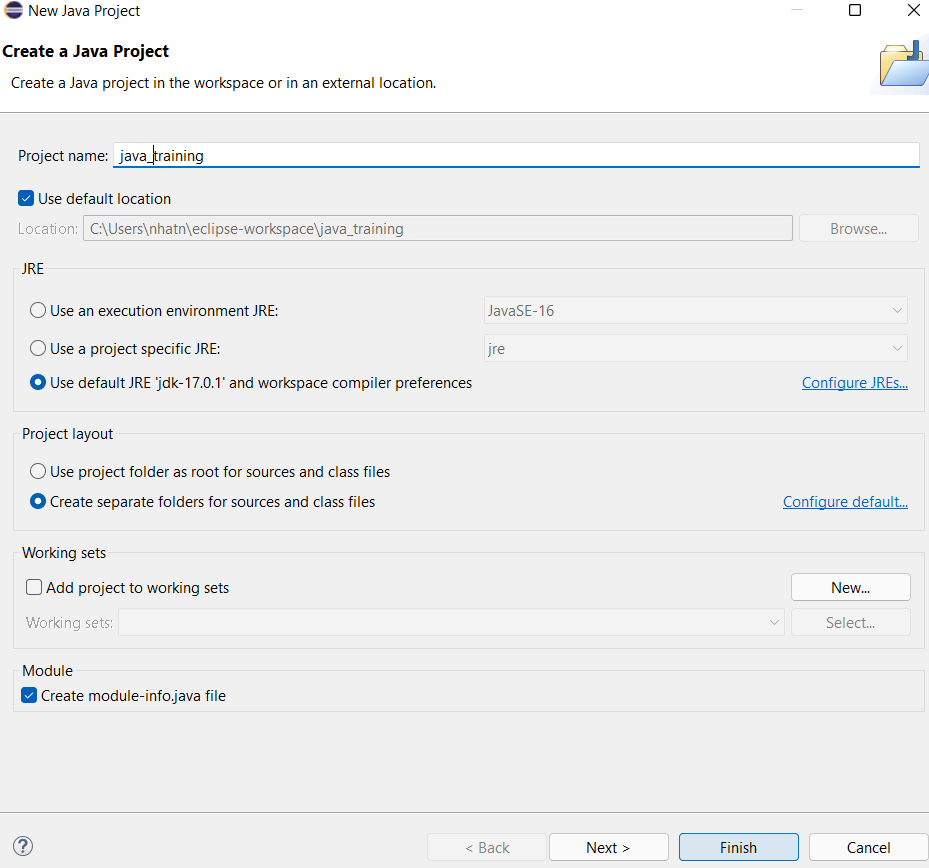 New Java Project
Create a Java Project
Create a Java project in the workspace or in an external location.
Project name: java_training
Use default location
Location: C:\Users\nhatn\eclipse-workspace\java_training Browse...
JRE
Use an execution environment JRE: JavaSE-16
Use a project specific JRE: jre
Use default JRE 'jdk-17.0.1' and workspace compiler preferences Configure JREs...
Project layout
Use project folder as root for sources and class files
Create separate folders for sources and class files Configure default...
Working sets
Add project to working sets New...
Working sets: Select...
Module
Create module-info.java file
? < Back Next > Finish Cancel